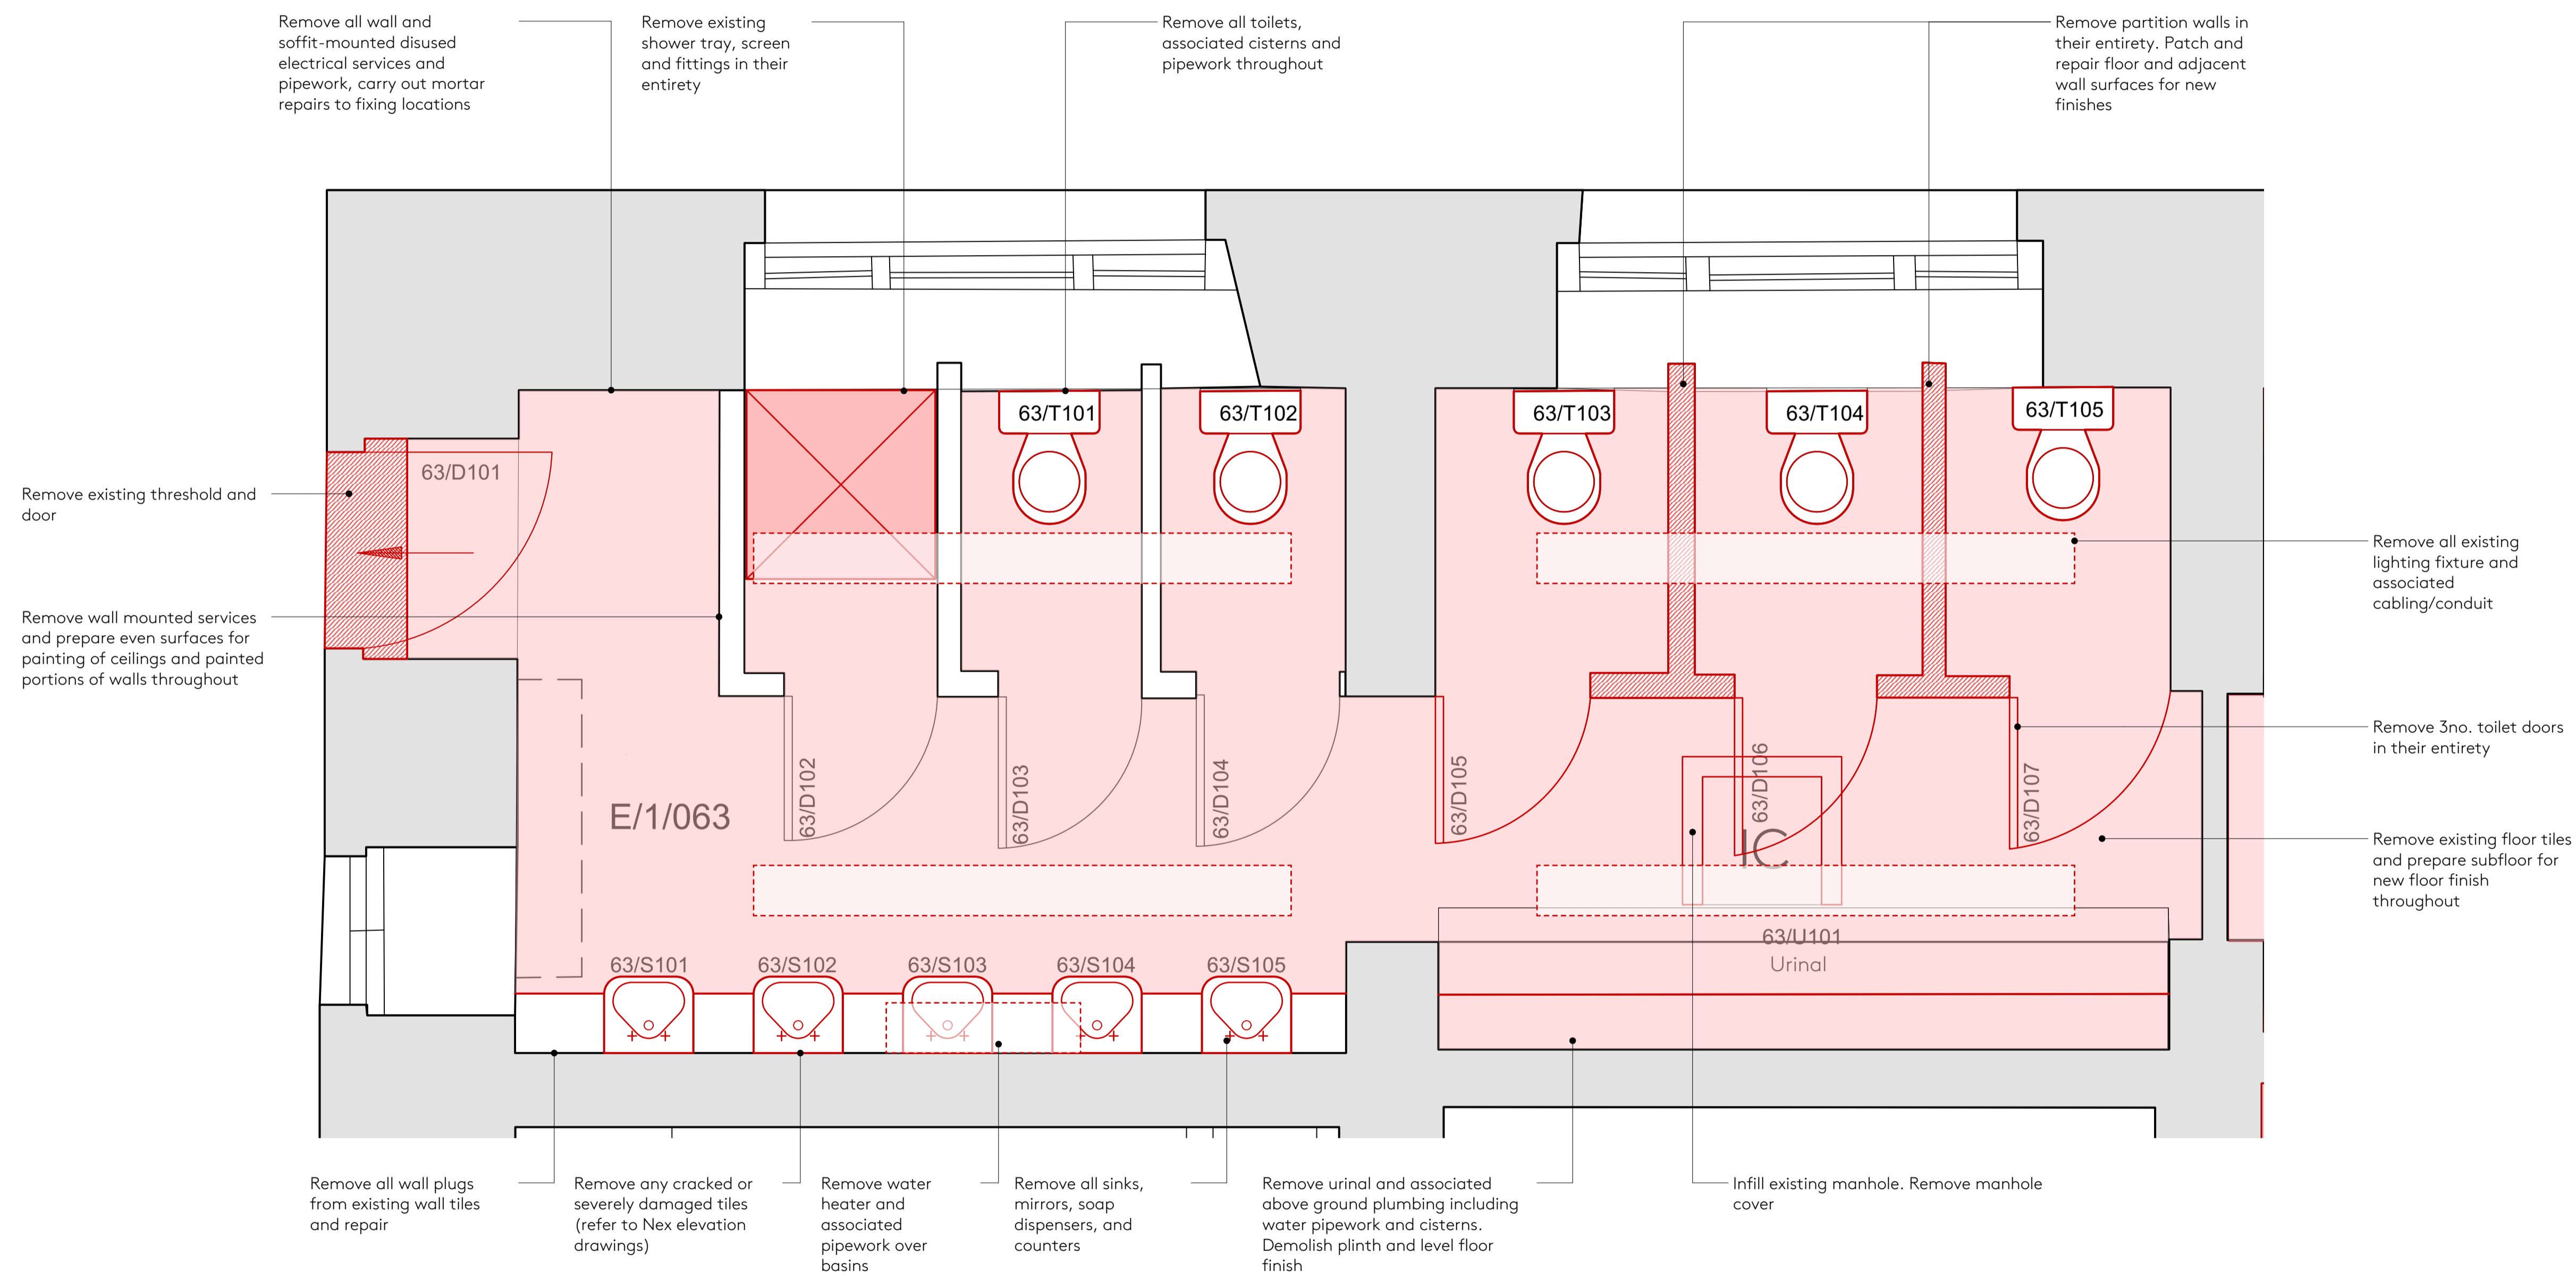 Remove all wall and
soffit-mounted disused
electrical services and
pipework, carry out mortar
repairs to fixing locations
Remove existing
shower tray, screen
and fittings in their
entirety
Remove all toilets,
associated cisterns and
pipework throughout
Remove partition walls in
their entirety. Patch and
repair floor and adjacent
wall surfaces for new
finishes
63/T101
63/T102
63/T103
63/T104
63/T105
63/D101
Remove existing threshold and
door
Remove all existing
lighting fixture and
associated
cabling/conduit
Remove wall mounted services
and prepare even surfaces for
painting of ceilings and painted
portions of walls throughout
Remove 3no. toilet doors
in their entirety
63/D102
63/D103
63/D104
63/D105
63/D106
63/D107
E/1/063
IC
Remove existing floor tiles
and prepare subfloor for
new floor finish
throughout
63/U101
Urinal
63/S101
63/S102
63/S103
63/S104
63/S105
Remove all wall plugs
from existing wall tiles
and repair
Remove any cracked or
severely damaged tiles
(refer to Nex elevation
drawings)
Remove water
heater and
associated
pipework over
basins
Remove all sinks,
mirrors, soap
dispensers, and
counters
Remove urinal and associated
above ground plumbing including
water pipework and cisterns.
Demolish plinth and level floor
finish
Infill existing manhole. Remove manhole
cover